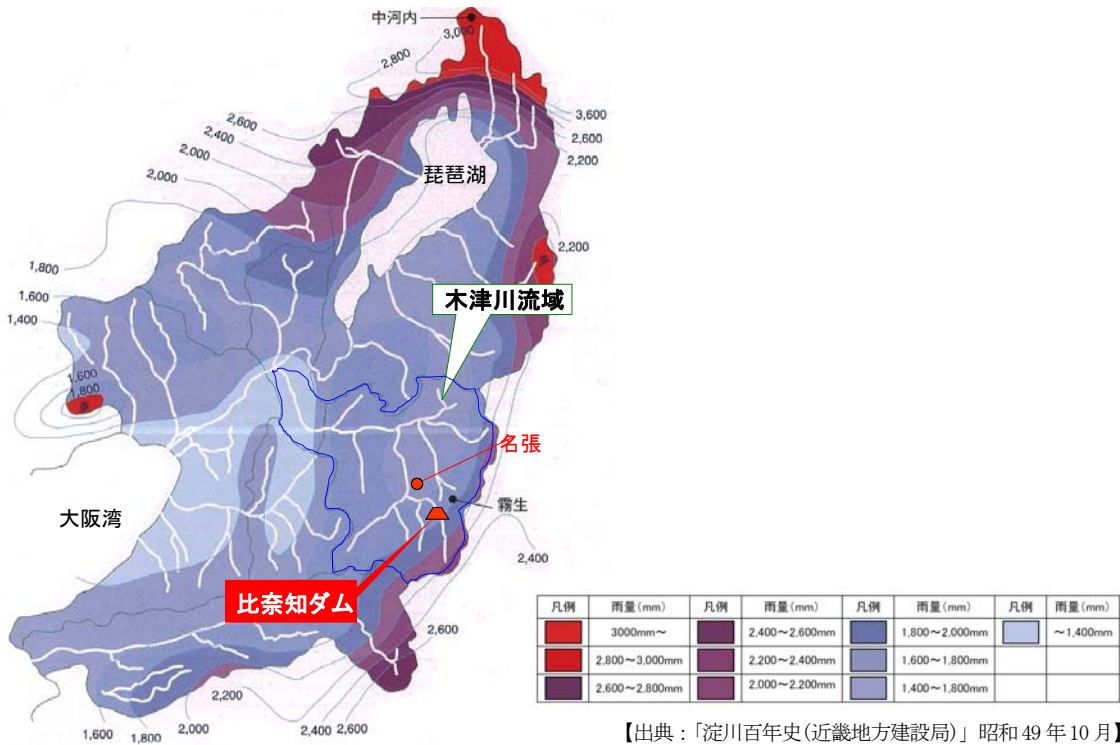 中河内
3,000
2,800
3,600
2,600
2,600
2,400
2,200
2,000
琵琶湖
2,000
2,200
1,800
木津川流域
1,600
1,400
1,600
1,800
名張
霧生
大阪湾
2,400
比奈知ダム
2,600
2,200
2,000
2,400 2,600
1,600
1,800
凡例 雨量(mm) 凡例 雨量(mm) 凡例 雨量(mm) 凡例 雨量(mm)
3000mm～ 2,400～2,600mm 1,800～2,000mm ～1,400mm
2,800～3,000mm 2,200～2,400mm 1,600～1,800mm
2,600～2,800mm 2,000～2,200mm 1,400～1,800mm
【出典：「淀川百年史(近畿地方建設局)」昭和 49 年 10 月】